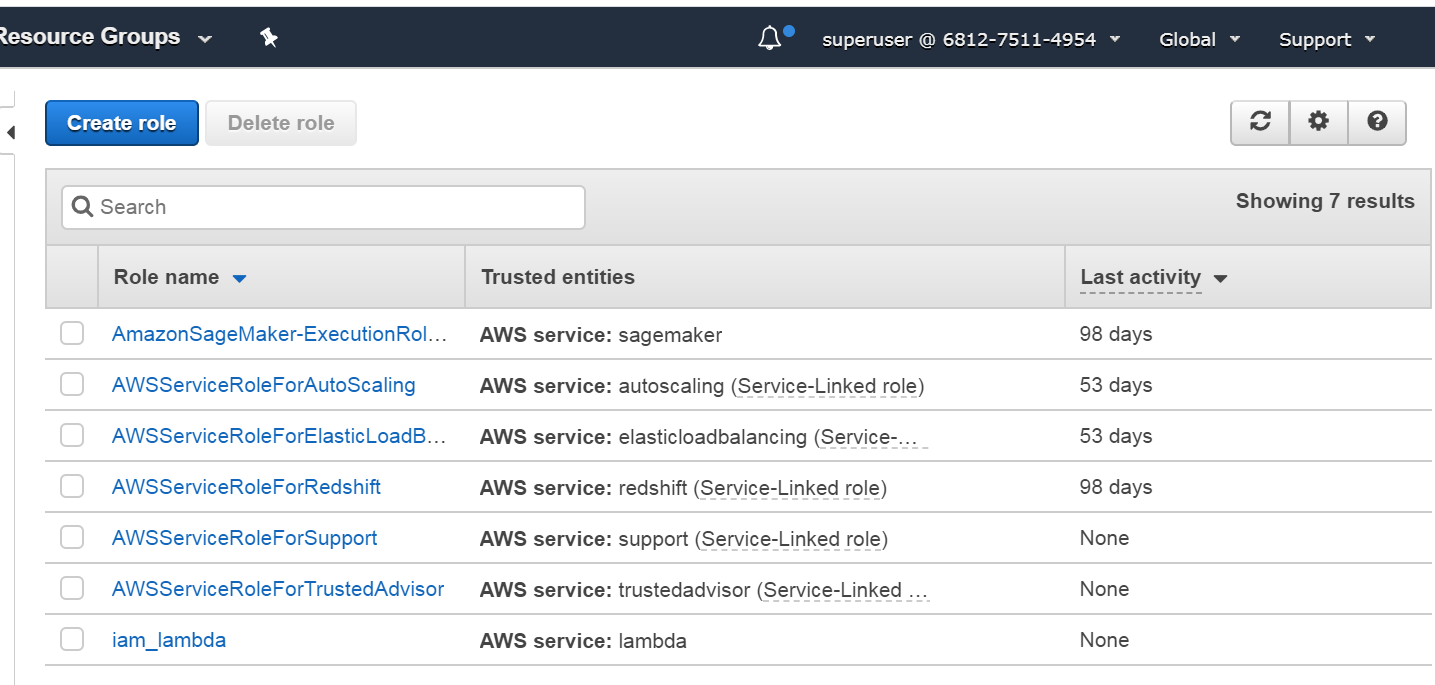 Resource Groups superuser @ 6812-7511-4954 Global Support
Create role Delete role
Search Showing 7 results
Role name Trusted entities Last activity
AmazonSageMaker-ExecutionRol... AWS service: sagemaker 98 days
AWSServiceRoleForAutoScaling AWS service: autoscaling (Service-Linked role) 53 days
AWSServiceRoleForElasticLoadB... AWS service: elasticloadbalancing (Service-... 53 days
AWSServiceRoleForRedshift AWS service: redshift (Service-Linked role) 98 days
AWSServiceRoleForSupport AWS service: support (Service-Linked role) None
AWSServiceRoleForTrustedAdvisor AWS service: trustedadvisor (Service-Linked ... None
iam_lambda AWS service: lambda None